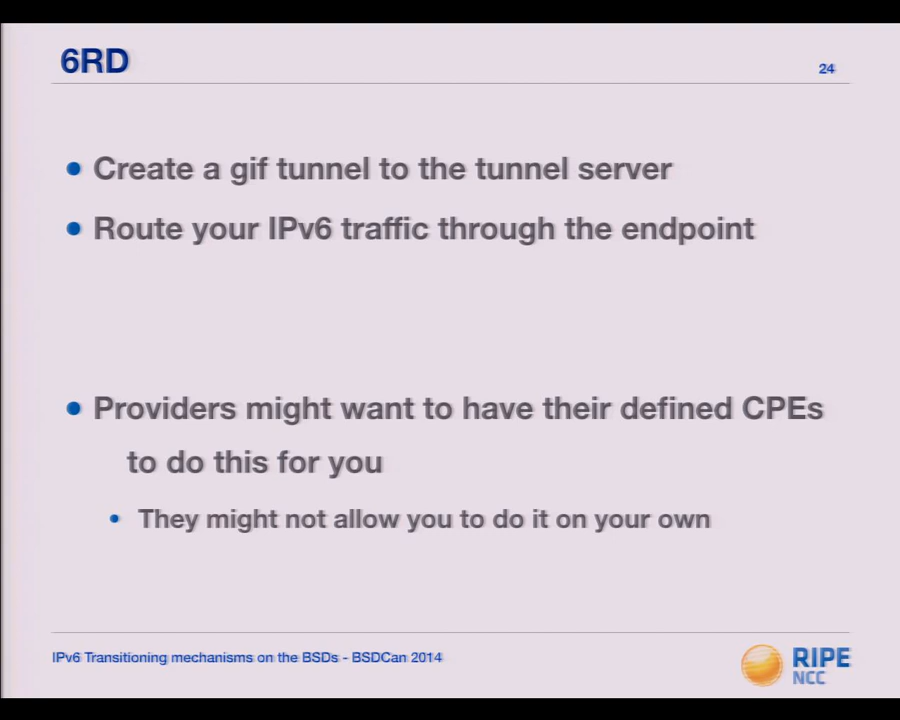 6RD
24
Create a gif tunnel to the tunnel server
Route your IPv6 traffic through the endpoint
Providers might want to have their defined CPEs
to do this for you
They might not allow you to do it on your own
IPv6 Transitioning mechanisms on the BSDs - BSDCan 2014
RIPE
NCC